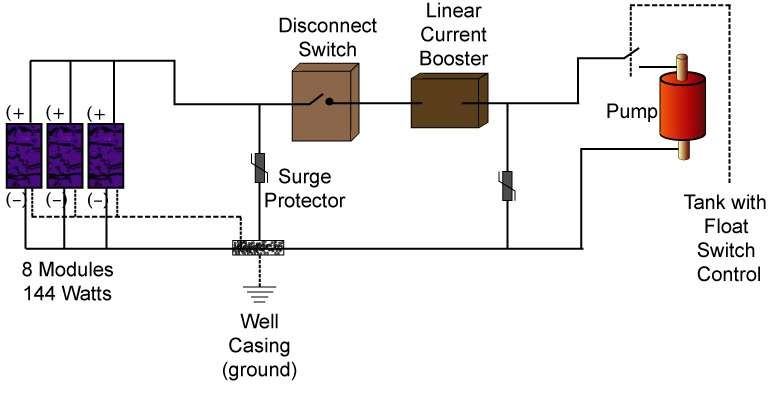 Disconnect
Switch
Linear
Current
Booster
(+ (+ (+
Pump
(−) (−) (−)
Surge
Protector
Tank with
Float
Switch
Control
8 Modules
144 Watts
Well
Casing
(ground)